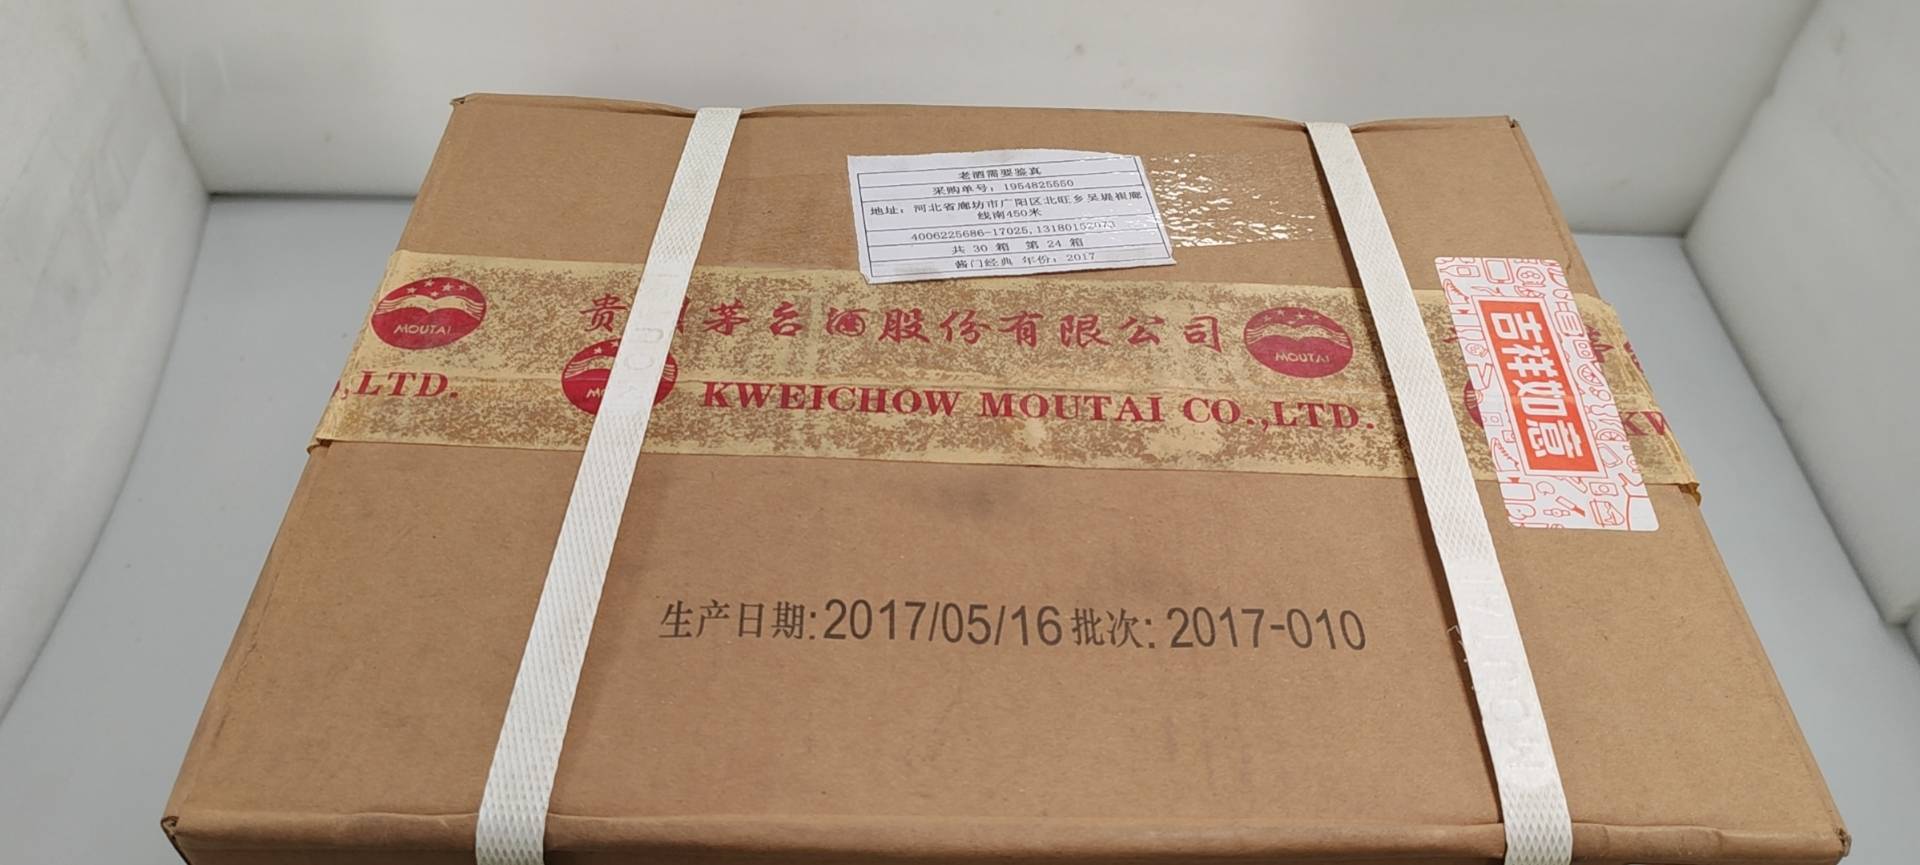 老酒需要鉴真
采购单号：1954825550
地址：河北省廊坊市广阳区北旺乡吴堤崔廊
线南450米
4006225686-17025,13180152073
共 30 箱 第 24 箱
酱门经典 年份：2017
MOUTAI
贵州茅台酒股份有限公司
MOUTAI
吉祥如意
,LTD.
KWEICHOW MOUTAI CO.,LTD.
KW
生产日期:2017/05/16 批次: 2017-010
MOUTAI